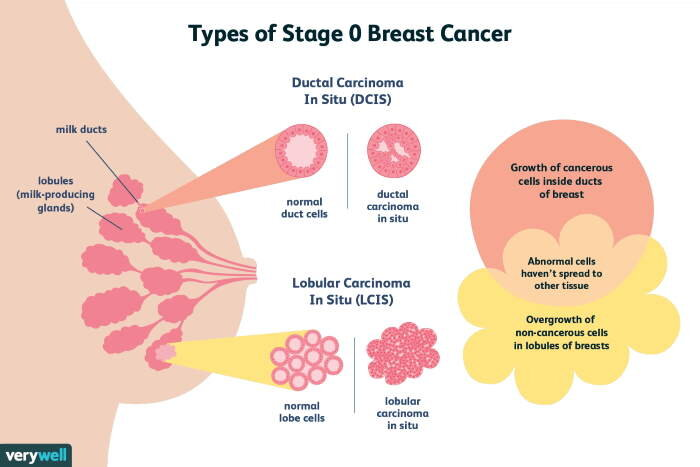 Types of Stage 0 Breast Cancer
Ductal Carcinoma
In Situ (DCIS)
milk ducts
lobules
(milk-producing
glands)
normal
duct cells
ductal
carcinoma
in situ
Growth of cancerous
cells inside ducts
of breast
Abnormal cells
haven't spread to
other tissue
Overgrowth of
non-cancerous cells
in lobules of breasts
Lobular Carcinoma
In Situ (LCIS)
normal
lobe cells
lobular
carcinoma
in situ
verywell